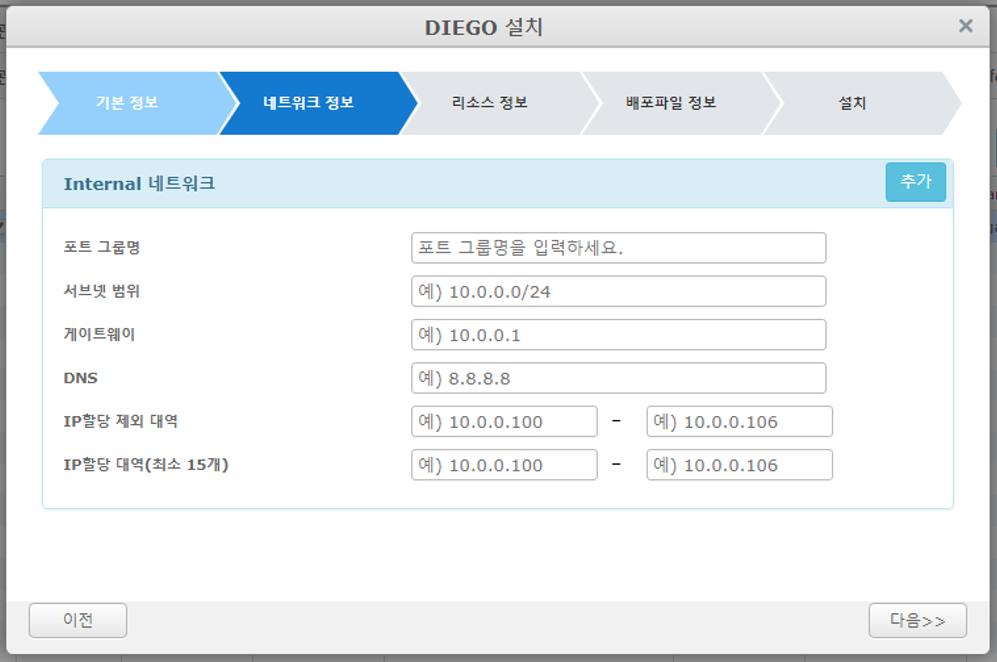 DIEGO 설치
기본 정보
네트워크 정보
리소스 정보
배포파일 정보
설치
Internal 네트워크
추가
포트 그룹명
포트 그룹명을 입력하세요.
서브넷 범위
예) 10.0.0.0/24
게이트웨이
예) 10.0.0.1
DNS
예) 8.8.8.8
IP할당 제외 대역
예) 10.0.0.100 - 예) 10.0.0.106
IP할당 대역(최소 15개)
예) 10.0.0.100 - 예) 10.0.0.106
이전
다음>>